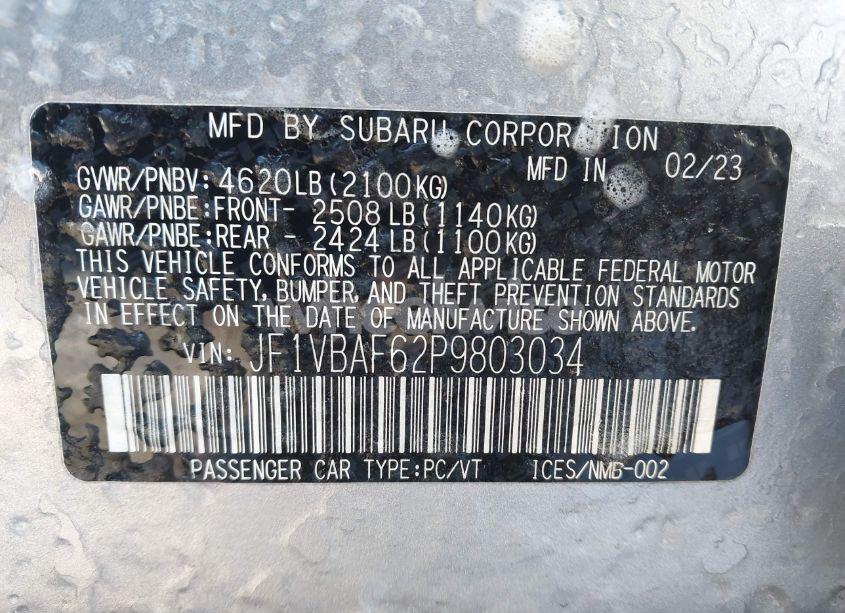 MFD BY SUBARU CORPORATION
MFD IN 02/23
GVWR/PNBV: 4620LB (2100KG)
GAWR/PNBE:FRONT- 2508 LB (1140KG)
GAWR/PNBE:REAR - 2424 LB (1100KG)
THIS VEHICLE CONFORMS TO ALL APPLICABLE FEDERAL MOTOR
VEHICLE SAFETY, BUMPER, AND THEFT PREVENTION STANDARDS
IN EFFECT ON THE DATE OF MANUFACTURE SHOWN ABOVE.
VIN: JF1VBAF62P9803034
PASSENGER CAR TYPE:PC/VT ICES/NMB-002